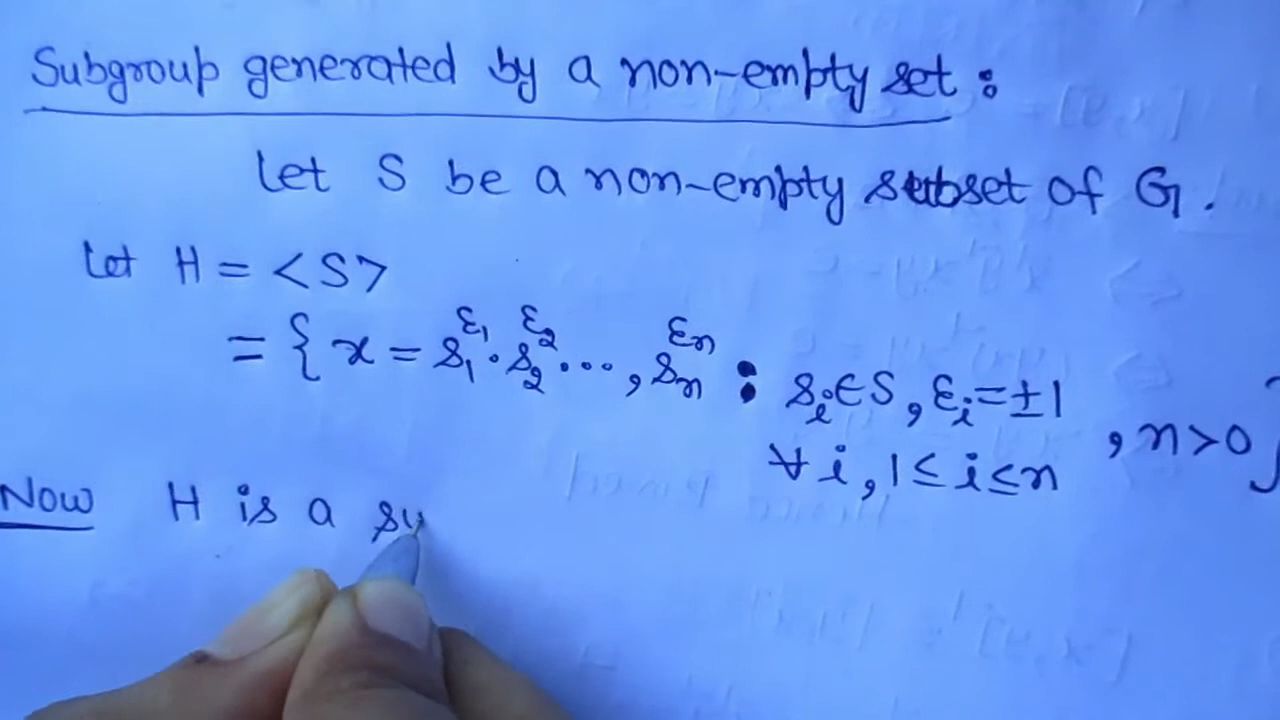 Subgroup generated by a non-empty set :
Let S be a non-empty subset of G.
Let H = <S>
= { x = s₁^ε₁ · s₂^ε₂ ..., sₙ^εₙ : sᵢ∈S, εᵢ=±1
∀ i, 1≤i≤n , n>0 }
Now H is a su